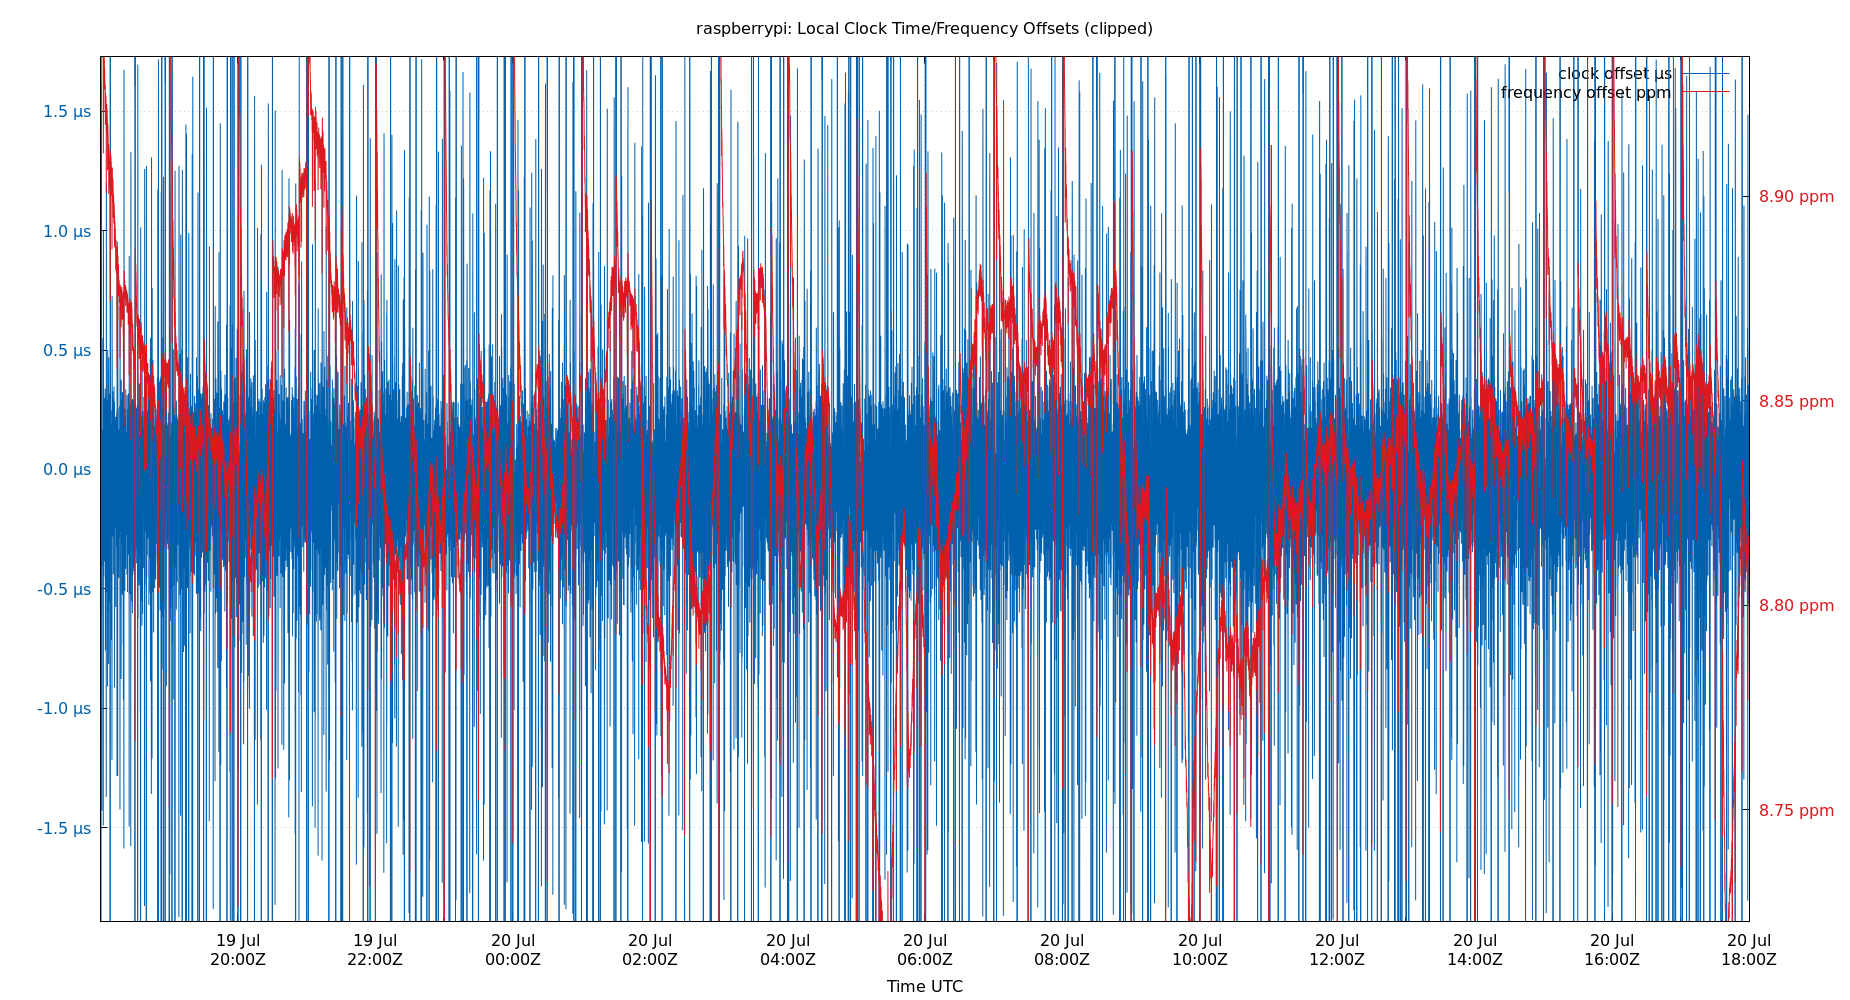 raspberrypi: Local Clock Time/Frequency Offsets (clipped)
clock offset µs
frequency offset ppm
1.5 µs
1.0 µs
0.5 µs
0.0 µs
-0.5 µs
-1.0 µs
-1.5 µs
8.90 ppm
8.85 ppm
8.80 ppm
8.75 ppm
19 Jul 19 Jul 20 Jul 20 Jul 20 Jul 20 Jul 20 Jul 20 Jul 20 Jul 20 Jul 20 Jul 20 Jul
20:00Z 22:00Z 00:00Z 02:00Z 04:00Z 06:00Z 08:00Z 10:00Z 12:00Z 14:00Z 16:00Z 18:00Z
Time UTC